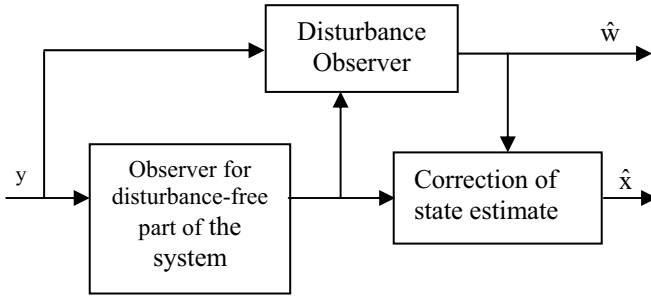 Disturbance
Observer
ŵ
y
Observer for
disturbance-free
part of the
system
Correction of
state estimate
x̂